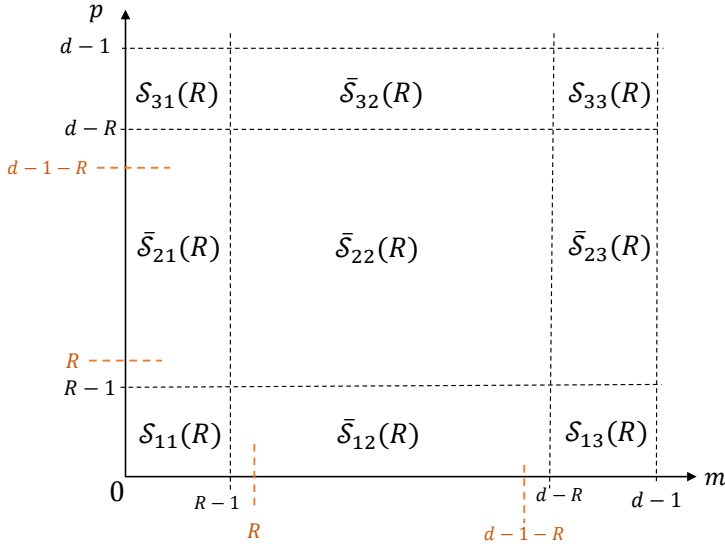 p
d − 1
𝒮₃₁(R) 𝒮̄₃₂(R) 𝒮₃₃(R)
d − R
d − 1 − R
𝒮̄₂₁(R) 𝒮̄₂₂(R) 𝒮̄₂₃(R)
R
R − 1
𝒮₁₁(R) 𝒮̄₁₂(R) 𝒮₁₃(R)
0 R − 1 d − R d − 1 m
R d − 1 − R